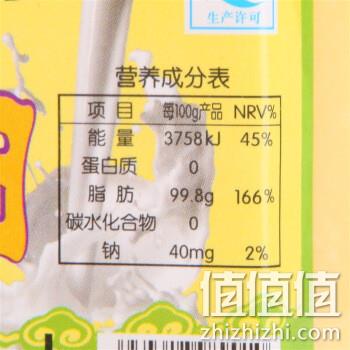 生产许可
营养成分表
项目 每100g产品 NRV%
能量 3758kJ 45%
蛋白质 0
脂肪 99.8g 166%
碳水化合物 0
钠 40mg 2%
值值值
zhizhizhi.com